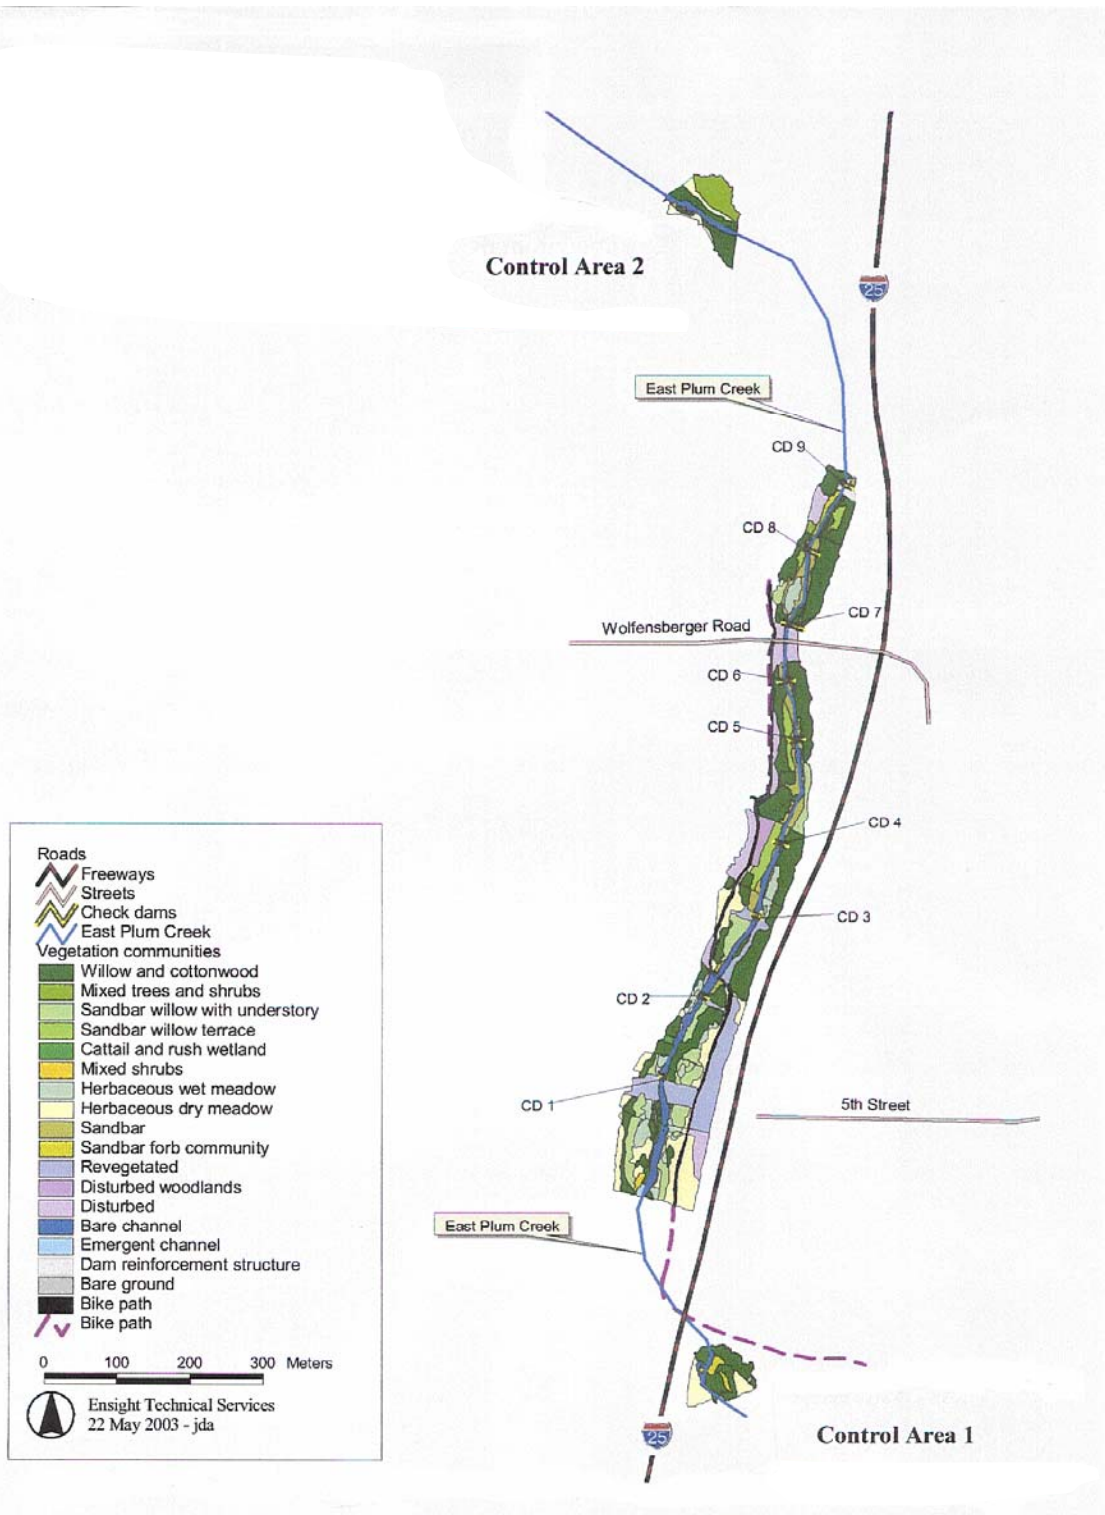 Control Area 2
25
East Plum Creek
CD 9
CD 8
CD 7
Wolfensberger Road
CD 6
CD 5
CD 4
CD 3
CD 2
CD 1
5th Street
East Plum Creek
Control Area 1
25
Roads
Freeways
Streets
Check dams
East Plum Creek
Vegetation communities
Willow and cottonwood
Mixed trees and shrubs
Sandbar willow with understory
Sandbar willow terrace
Cattail and rush wetland
Mixed shrubs
Herbaceous wet meadow
Herbaceous dry meadow
Sandbar
Sandbar forb community
Revegetated
Disturbed woodlands
Disturbed
Bare channel
Emergent channel
Dam reinforcement structure
Bare ground
Bike path
Bike path
0 100 200 300 Meters
Ensight Technical Services
22 May 2003 - jda